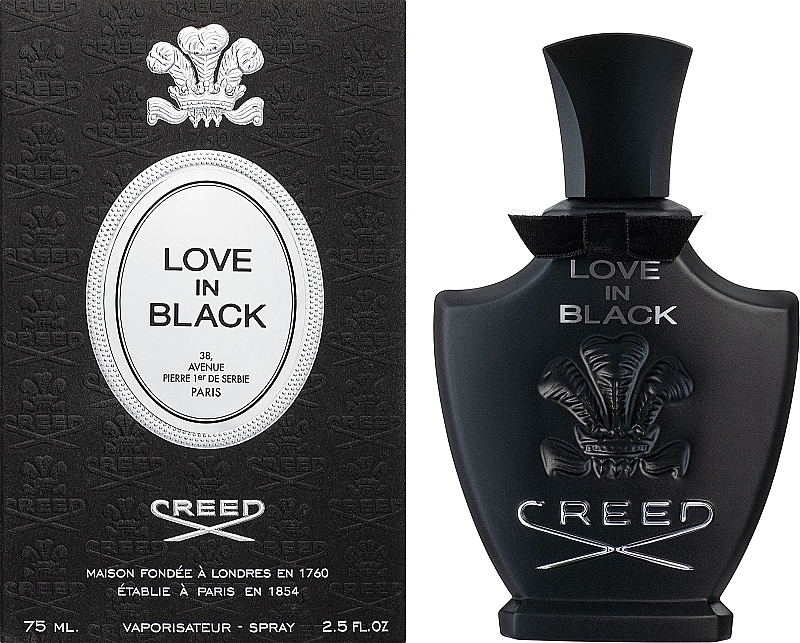 LOVE
IN
BLACK
38,
AVENUE
PIERRE 1er DE SERBIE
PARIS
CREED
MAISON FONDÉE À LONDRES EN 1760
ÉTABLIE À PARIS EN 1854
75 ML. VAPORISATEUR - SPRAY 2.5 FL.OZ
LOVE
IN
BLACK
CREED